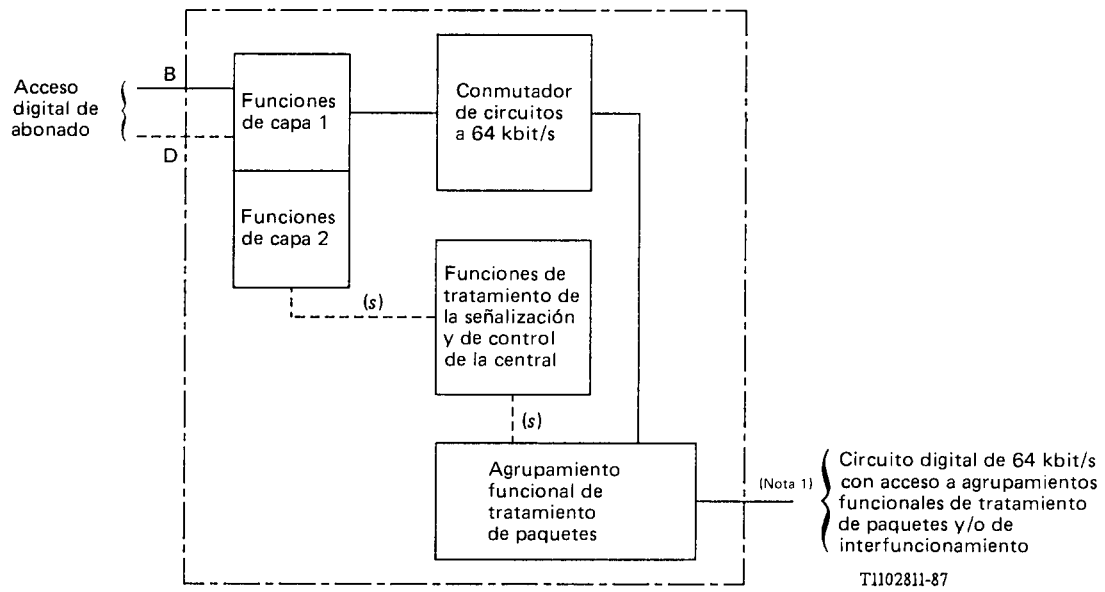 Acceso
digital de
abonado
B
D
Funciones
de capa 1
Funciones
de capa 2
Conmutador
de circuitos
a 64 kbit/s
(s)
Funciones de
tratamiento de
la señalización
y de control
de la central
(s)
Agrupamiento
funcional de
tratamiento
de paquetes
(Nota 1)
Circuito digital de 64 kbit/s
con acceso a agrupamientos
funcionales de tratamiento
de paquetes y/o de
interfuncionamiento
T1102811-87